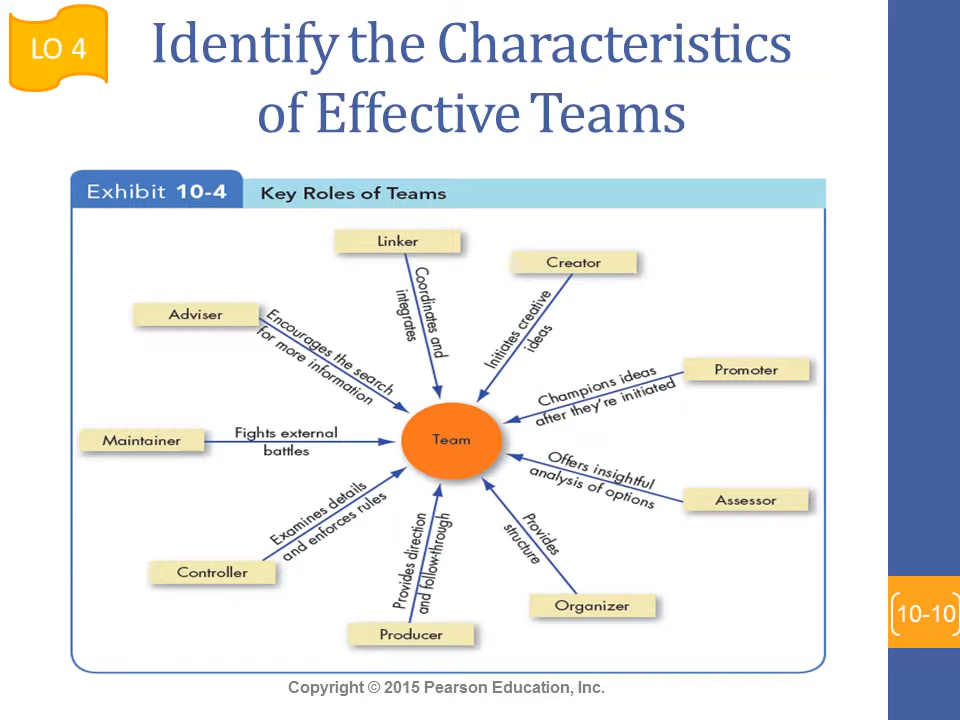 LO 4
Identify the Characteristics
of Effective Teams
Exhibit 10-4
Key Roles of Teams
Linker
Coordinates and
integrates
Creator
Initiates creative
ideas
Adviser
Encourages the search
for more information
Promoter
Champions ideas
after they're initiated
Maintainer
Fights external
battles
Team
Assessor
Offers insightful
analysis of options
Controller
Examines details
and enforces rules
Producer
Provides direction
and follow-through
Organizer
Provides
structure
10-10
Copyright © 2015 Pearson Education, Inc.